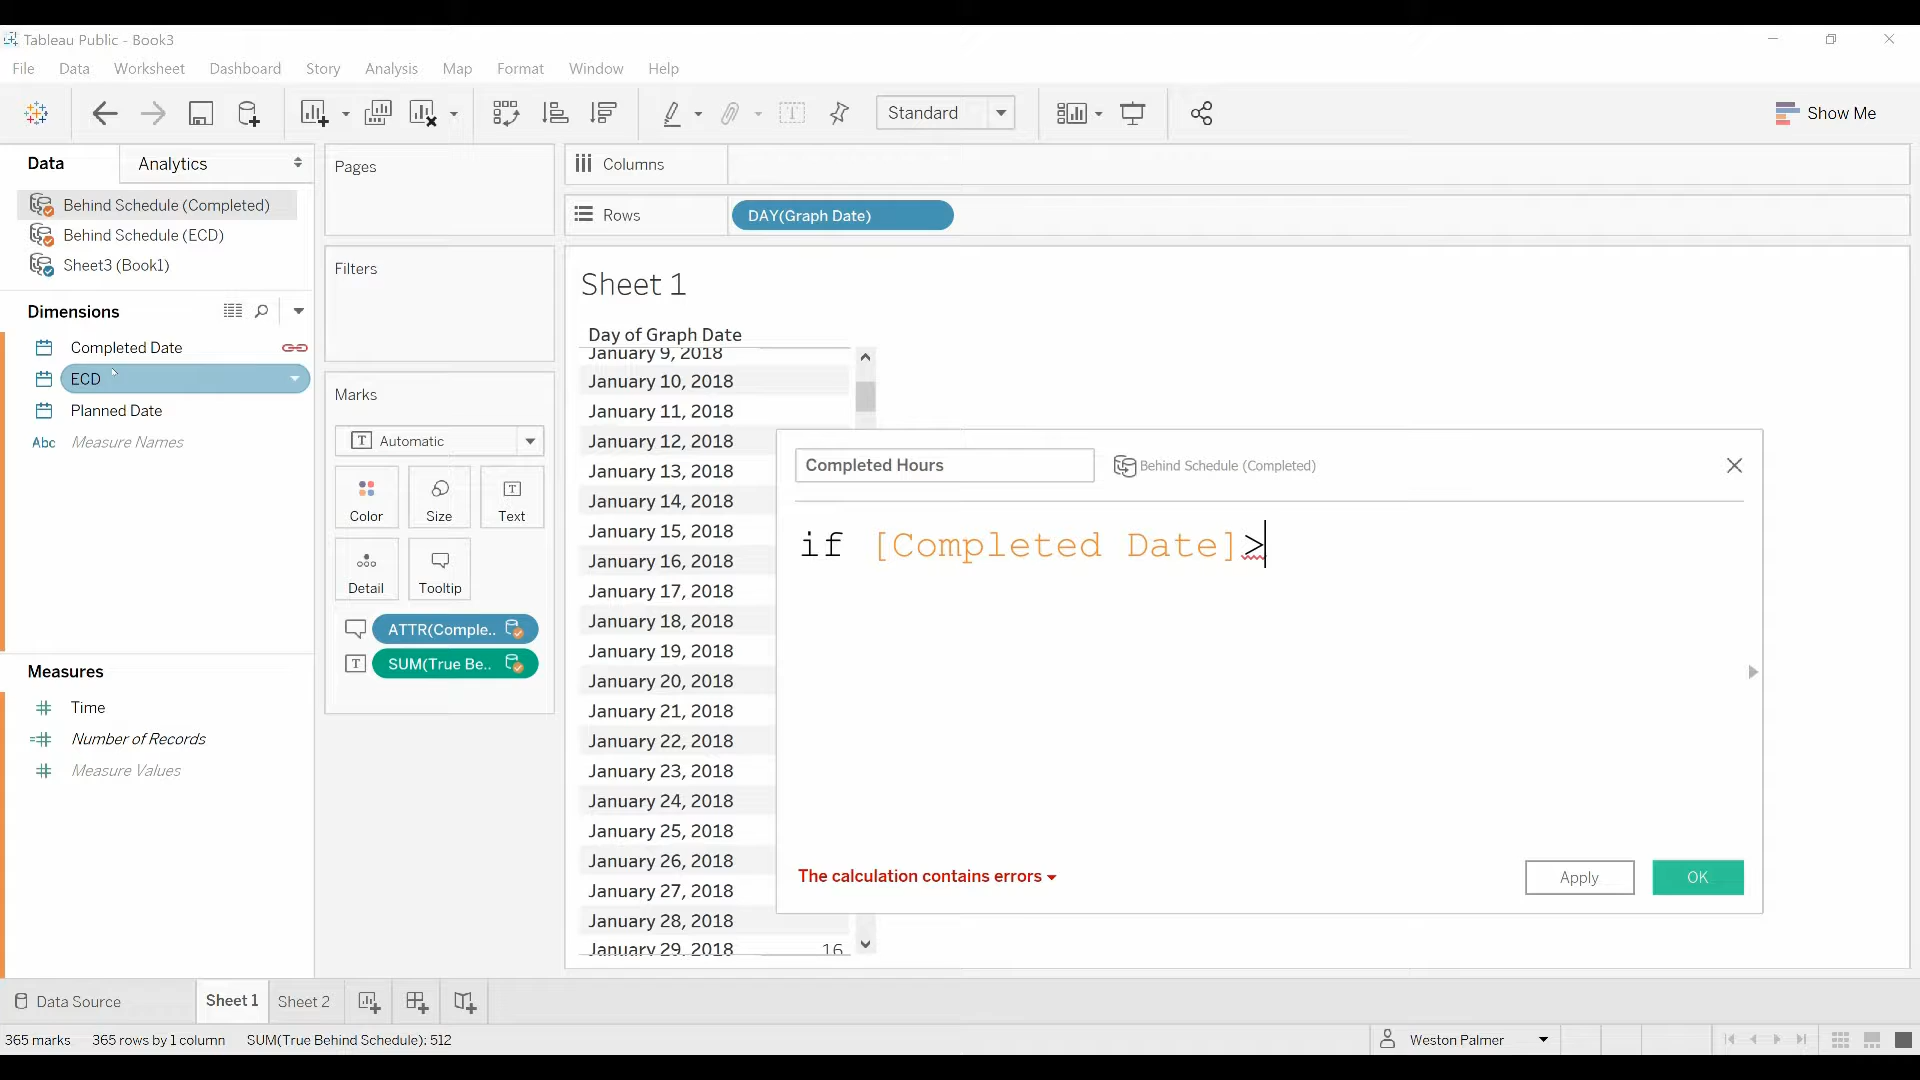 Tableau Public - Book3
File Data Worksheet Dashboard Story Analysis Map Format Window Help
Standard
Show Me
Data
Analytics
Behind Schedule (Completed)
Behind Schedule (ECD)
Sheet3 (Book1)
Dimensions
Completed Date
ECD
Planned Date
Abc Measure Names
Measures
Time
Number of Records
Measure Values
Pages
Filters
Marks
Automatic
Color Size Text
Detail Tooltip
ATTR(Comple..
SUM(True Be..
Columns
Rows
DAY(Graph Date)
Sheet 1
Day of Graph Date
January 9, 2018
January 10, 2018
January 11, 2018
January 12, 2018
January 13, 2018
January 14, 2018
January 15, 2018
January 16, 2018
January 17, 2018
January 18, 2018
January 19, 2018
January 20, 2018
January 21, 2018
January 22, 2018
January 23, 2018
January 24, 2018
January 25, 2018
January 26, 2018
January 27, 2018
January 28, 2018
January 29, 2018 16
Completed Hours
Behind Schedule (Completed)
if [Completed Date]>
The calculation contains errors
Apply
OK
Data Source
Sheet 1
Sheet 2
365 marks 365 rows by 1 column SUM(True Behind Schedule): 512
Weston Palmer